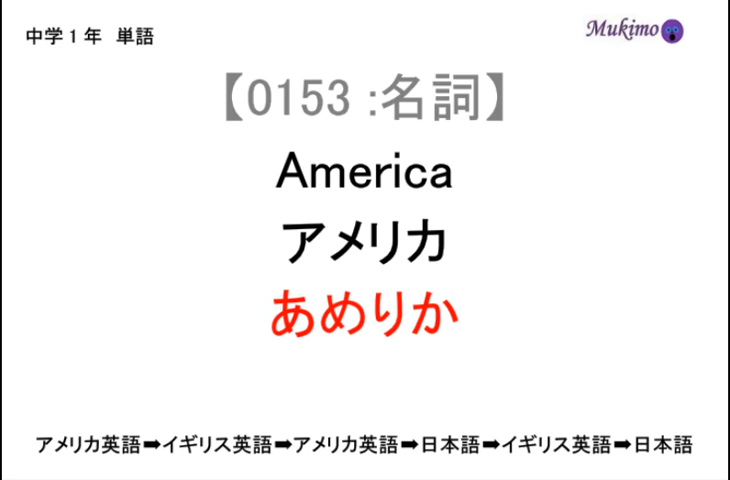 中学１年 単語
Mukimo
【0153 :名詞】
America
アメリカ
あめりか
アメリカ英語➡イギリス英語➡アメリカ英語➡日本語➡イギリス英語➡日本語